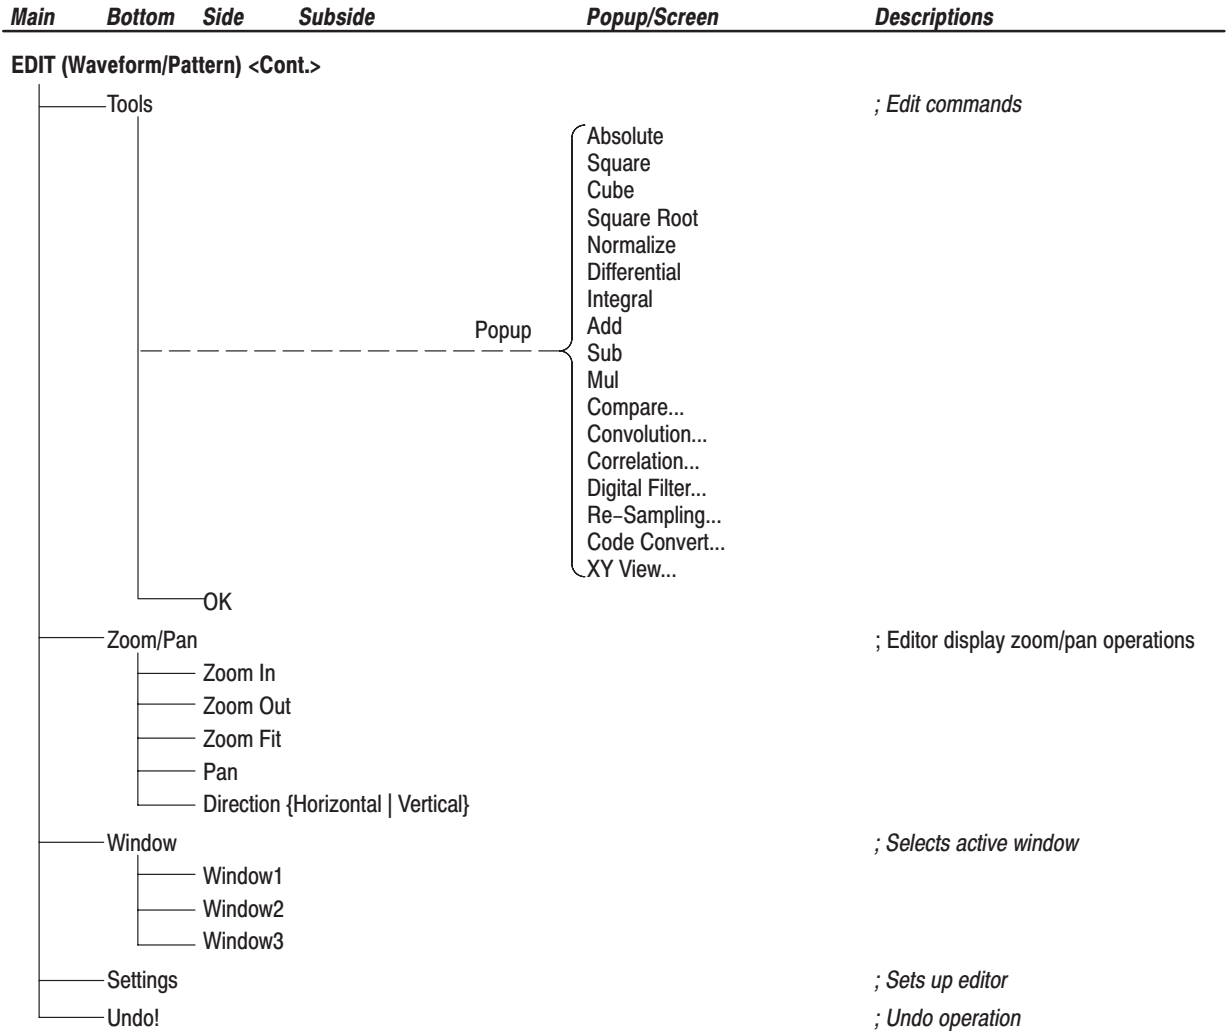 Main Bottom Side Subside Popup/Screen Descriptions
EDIT (Waveform/Pattern) <Cont.>
Tools ; Edit commands
Absolute
Square
Cube
Square Root
Normalize
Differential
Integral
Popup Add
Sub
Mul
Compare...
Convolution...
Correlation...
Digital Filter...
Re–Sampling...
Code Convert...
XY View...
OK
Zoom/Pan ; Editor display zoom/pan operations
Zoom In
Zoom Out
Zoom Fit
Pan
Direction {Horizontal | Vertical}
Window ; Selects active window
Window1
Window2
Window3
Settings ; Sets up editor
Undo! ; Undo operation